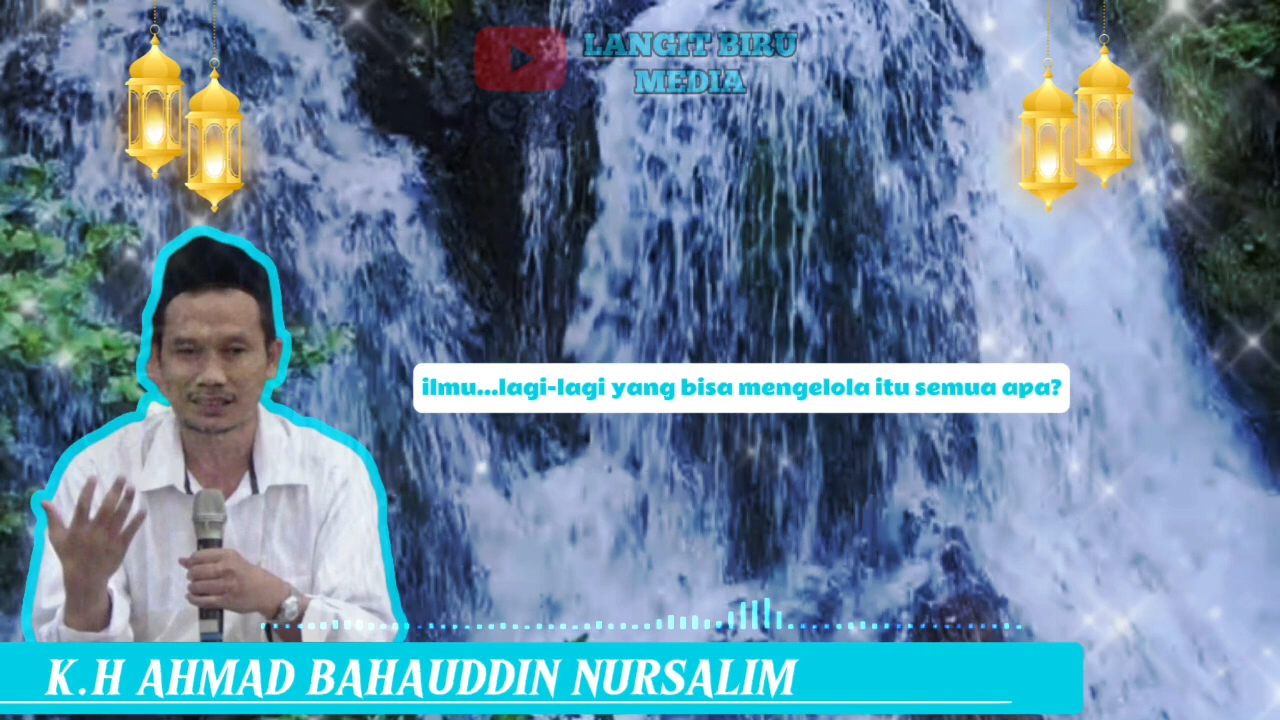 LANGIT BIRU
MEDIA
ilmu...lagi-lagi yang bisa mengelola itu semua apa?
K.H AHMAD BAHAUDDIN NURSALIM